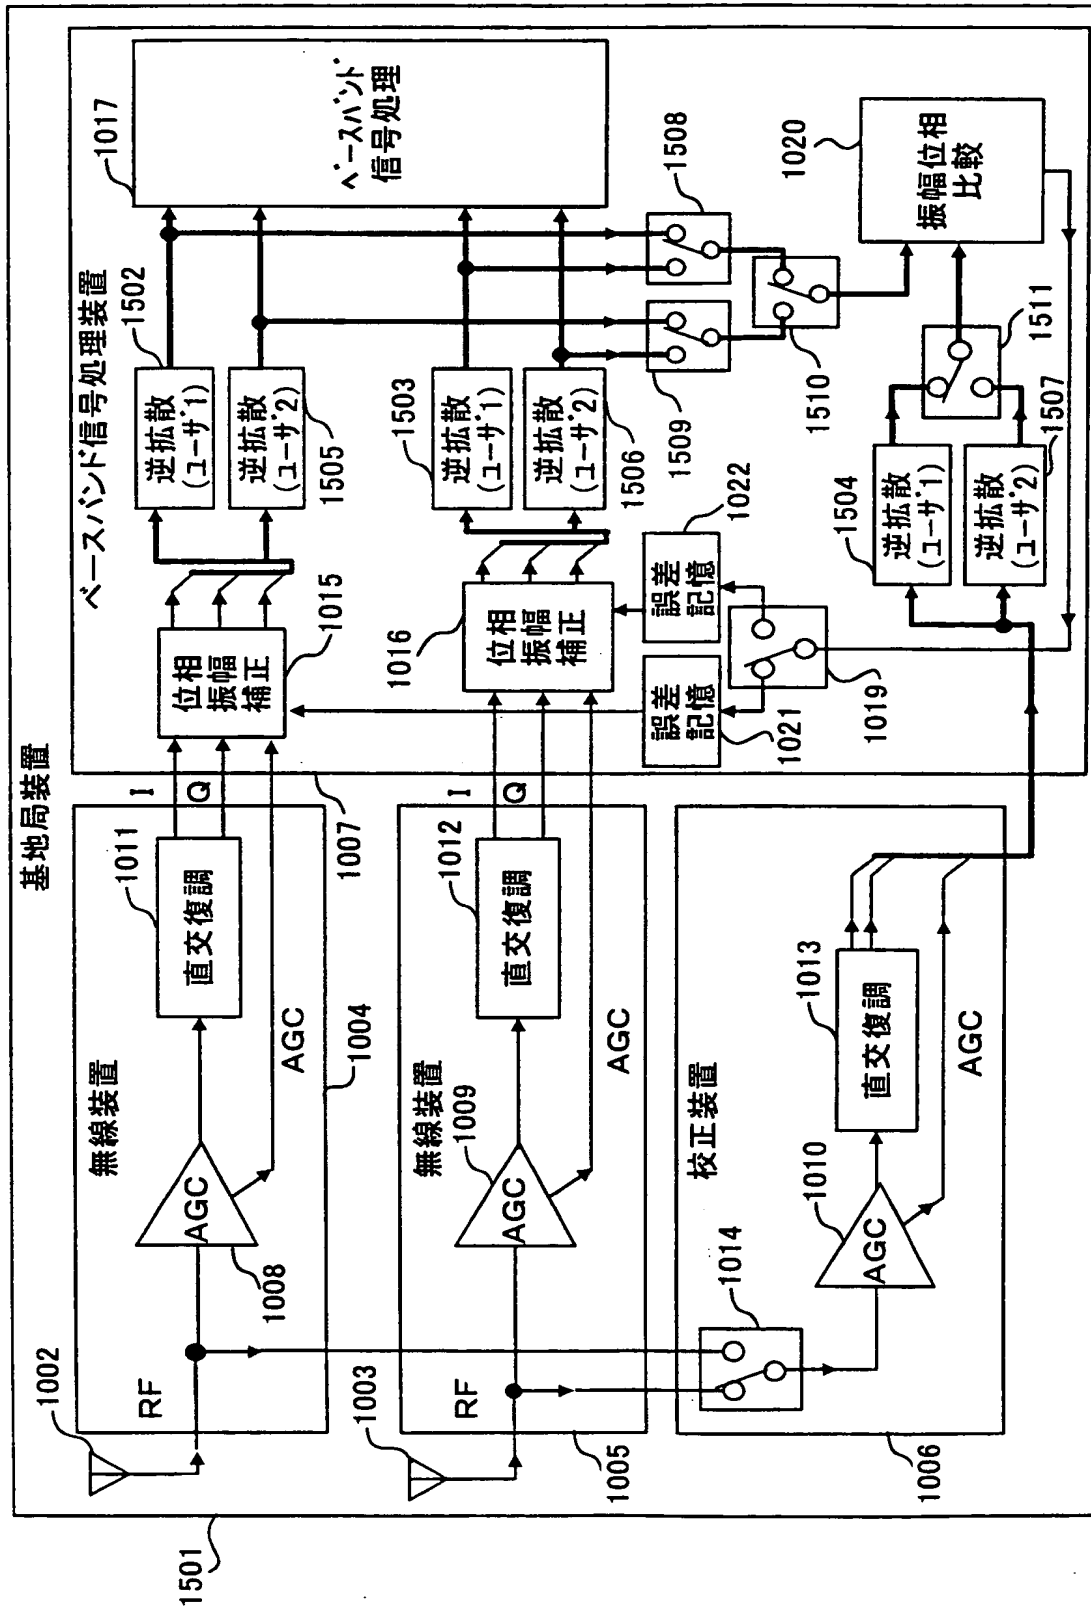 基地局装置
1501
1002
RF
無線装置
AGC
1008
1011
直交復調
AGC
1004
I
Q
1007
1003
RF
1005
無線装置
AGC
1009
1012
直交復調
AGC
I
Q
校正装置
1006
1014
1010
AGC
1013
直交復調
AGC
ベースバンド信号処理装置
位相
振幅
補正
1015
1502
逆拡散
(ユーザ1)
逆拡散
(ユーザ2)
1505
1017
ベースバンド
信号処理
1016
位相
振幅
補正
1503
逆拡散
(ユーザ1)
逆拡散
(ユーザ2)
1506
誤差
記憶
1021
誤差
記憶
1022
1019
1508
1509
1510
1504
逆拡散
(ユーザ1)
逆拡散
(ユーザ2)
1507
1511
1020
振幅位相
比較